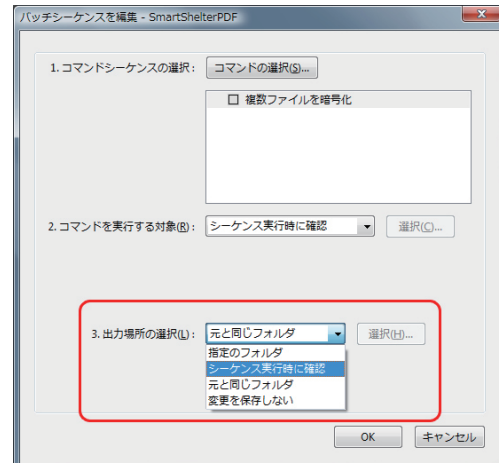 バッチシーケンスを編集 - SmartShelterPDF
1. コマンドシーケンスの選択: コマンドの選択(S)...
複数ファイルを暗号化
2. コマンドを実行する対象(R): シーケンス実行時に確認 選択(C)...
3. 出力場所の選択(L): 元と同じフォルダ 選択(H)...
指定のフォルダ
シーケンス実行時に確認
元と同じフォルダ
変更を保存しない
OK キャンセル